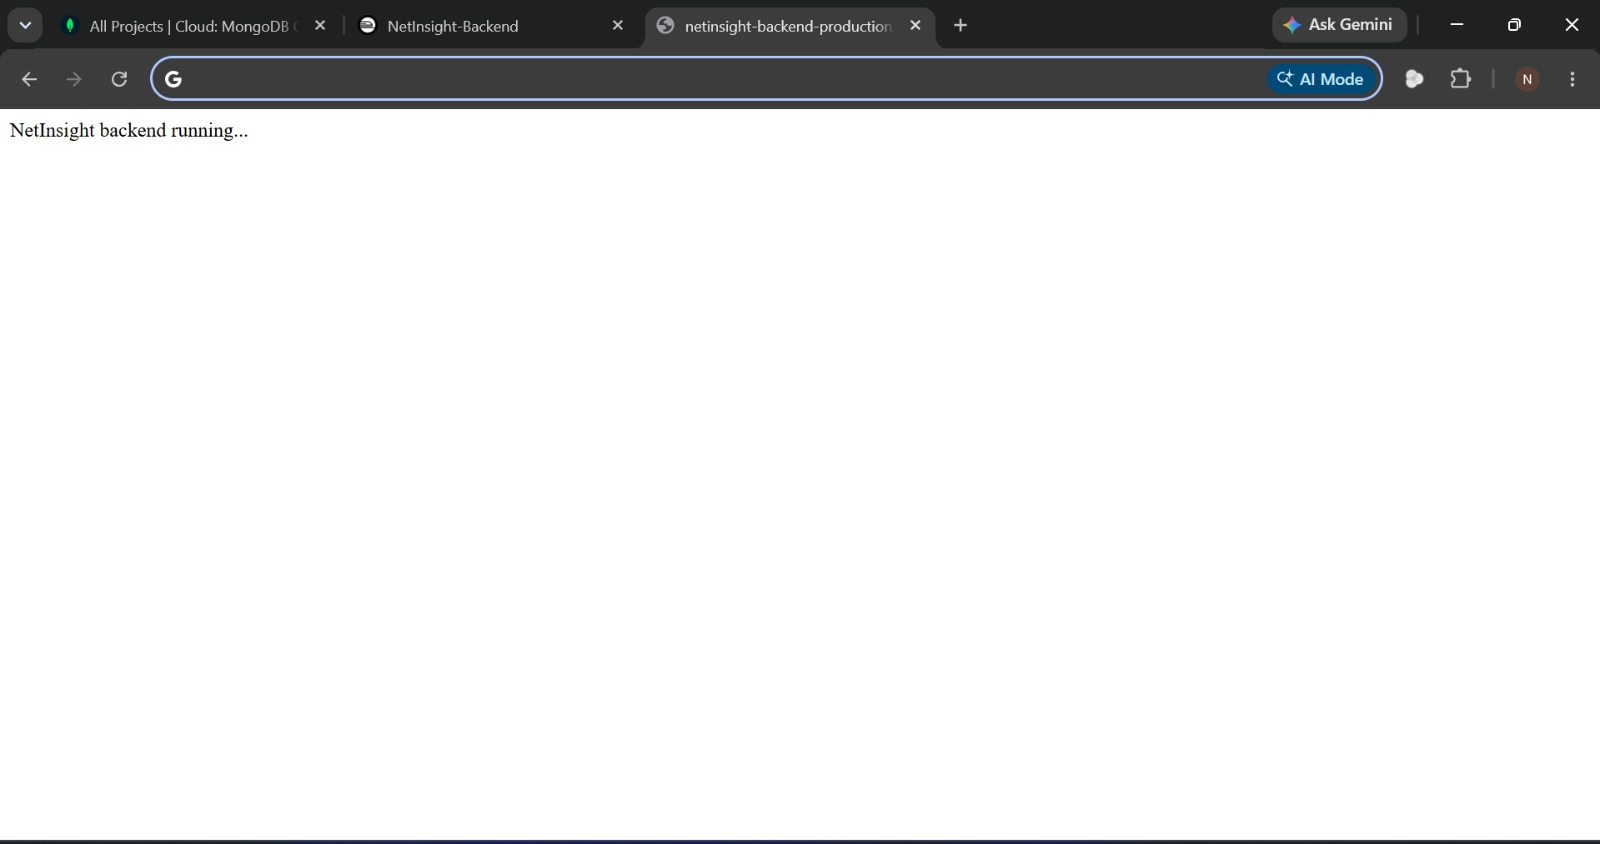 All Projects | Cloud: MongoDB
NetInsight-Backend
netinsight-backend-production
Ask Gemini
G
AI Mode
N
NetInsight backend running...